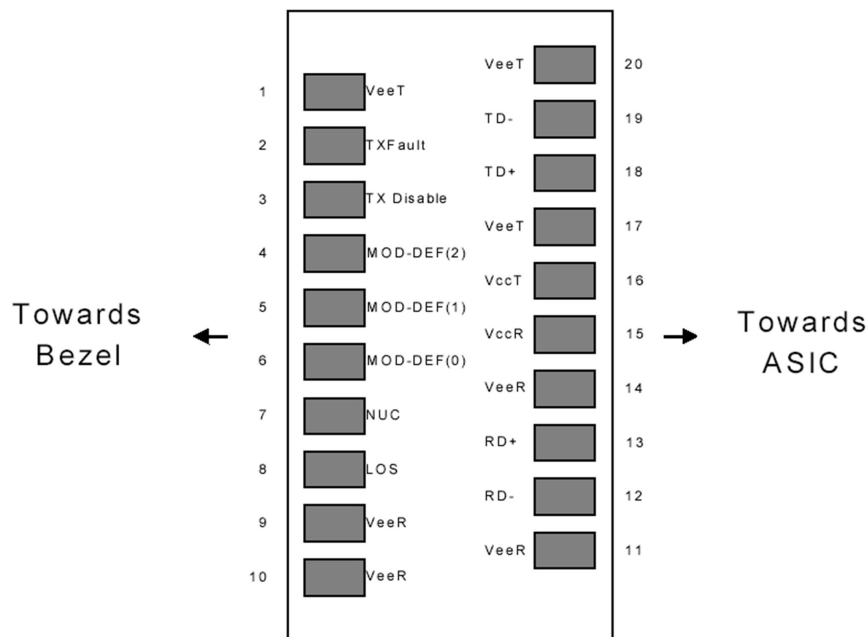 VeeT 20
1 VeeT
TD- 19
2 TXFault
TD+ 18
3 TX Disable
VeeT 17
4 MOD-DEF(2)
VccT 16
5 MOD-DEF(1)
Towards
Bezel
VccR 15
Towards
ASIC
6 MOD-DEF(0)
VeeR 14
7 NUC
RD+ 13
8 LOS
RD- 12
9 VeeR
VeeR 11
10 VeeR